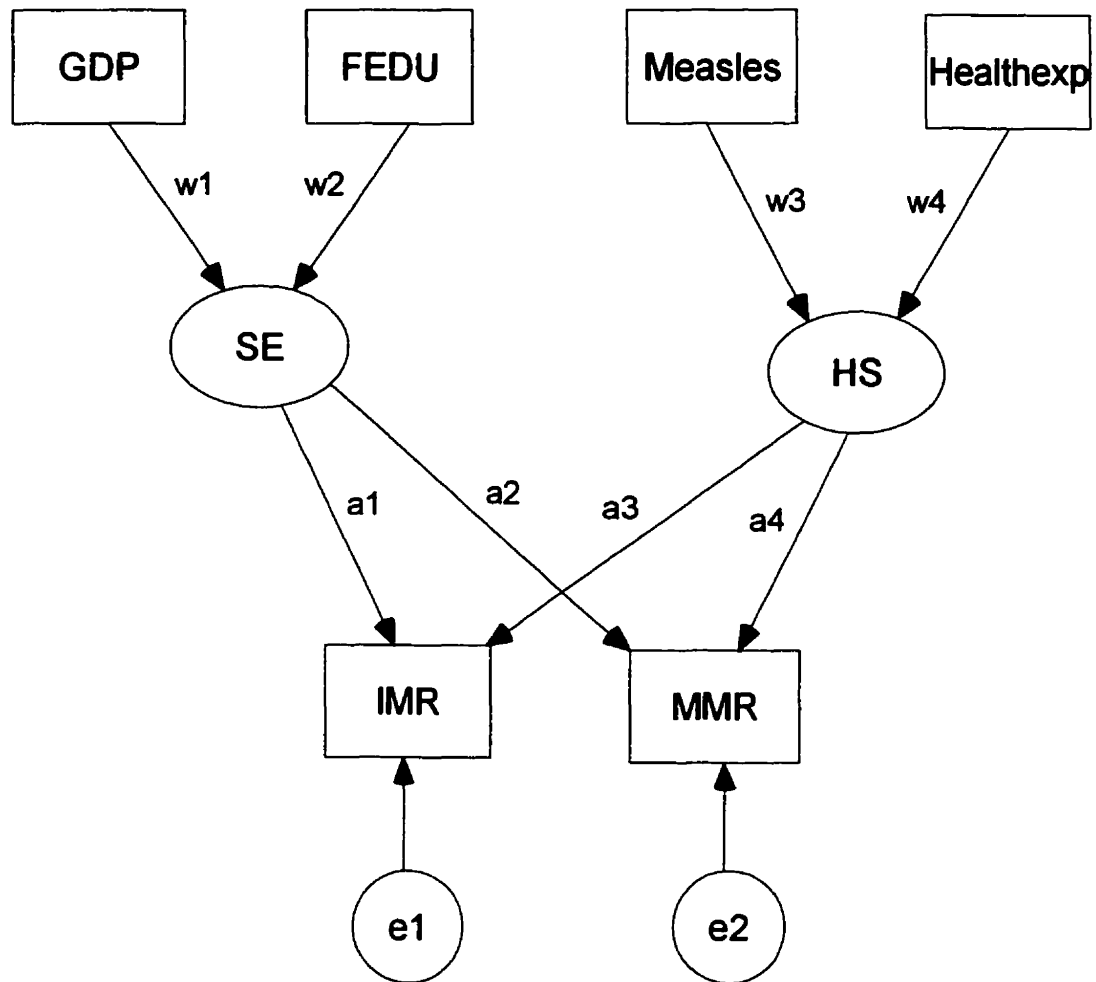 GDP
FEDU
Measles
Healthexp
w1
w2
w3
w4
SE
HS
a1
a2
a3
a4
IMR
MMR
e1
e2